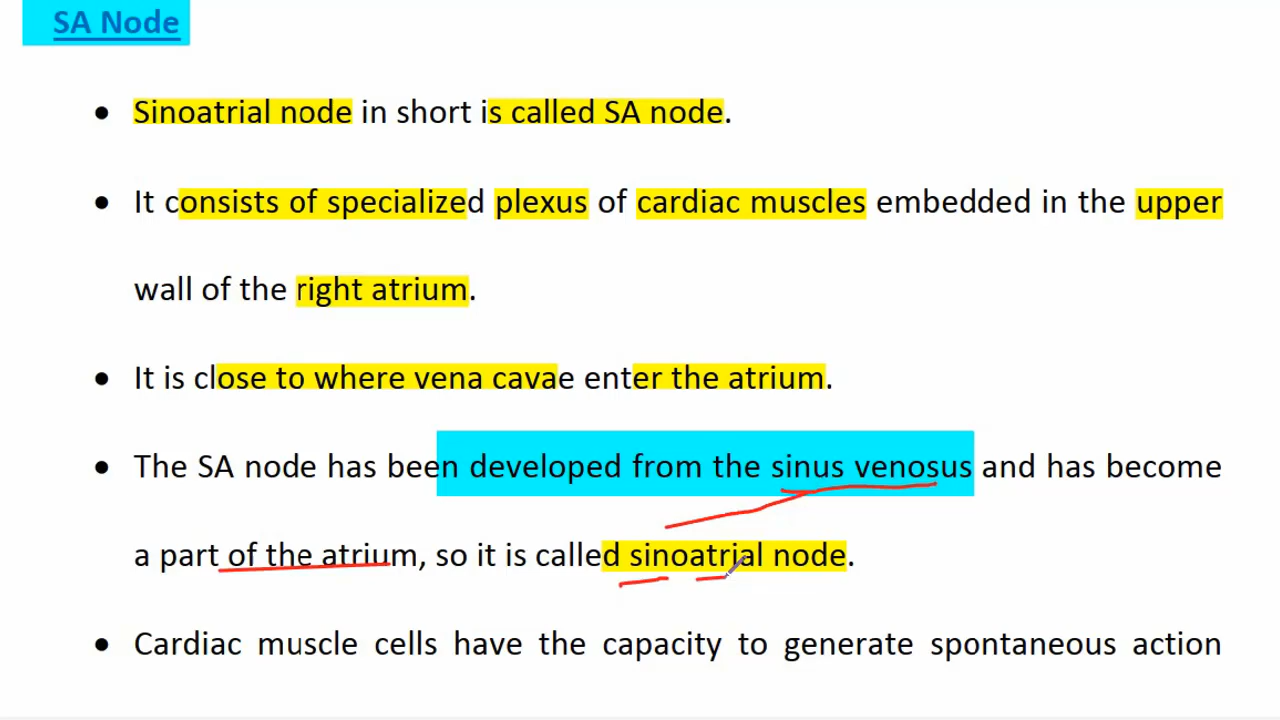 SA Node
• Sinoatrial node in short is called SA node.
• It consists of specialized plexus of cardiac muscles embedded in the upper
wall of the right atrium.
• It is close to where vena cavae enter the atrium.
• The SA node has been developed from the sinus venosus and has become
a part of the atrium, so it is called sinoatrial node.
• Cardiac muscle cells have the capacity to generate spontaneous action